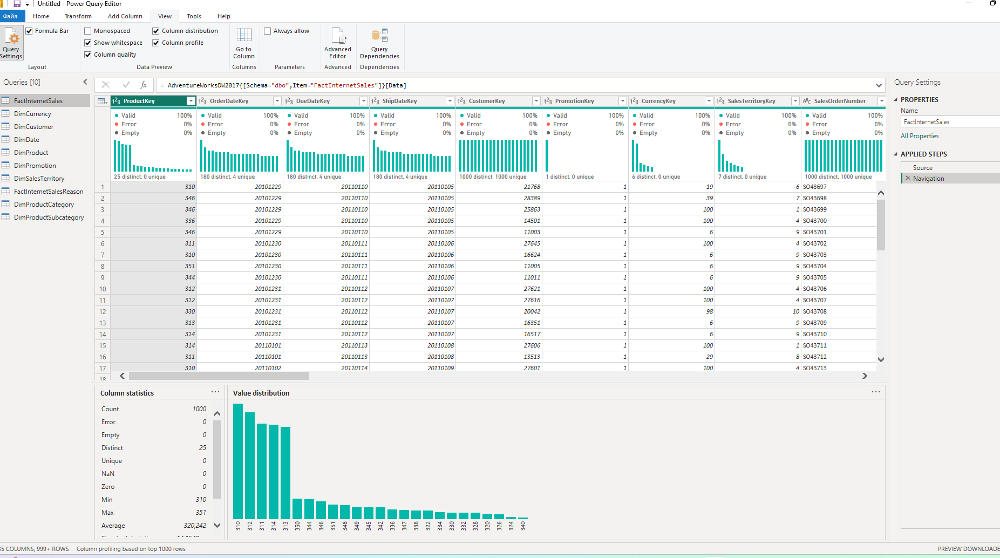 Untitled - Power Query Editor
Файл Home Transform Add Column View Tools Help
Query Settings
Formula Bar
Layout
Monospaced
Show whitespace
Column quality
Column distribution
Column profile
Data Preview
Go to Column
Columns
Always allow
Parameters
Advanced Editor
Advanced
Query Dependencies
Dependencies
Queries [10]
FactInternetSales
DimCurrency
DimCustomer
DimDate
DimProduct
DimPromotion
DimSalesTerritory
FactInternetSalesReason
DimProductCategory
DimProductSubcategory
fx = AdventureWorksDW2017{[Schema="dbo",Item="FactInternetSales"]}[Data]
123 ProductKey 123 OrderDateKey 123 DueDateKey 123 ShipDateKey 123 CustomerKey 123 PromotionKey 123 CurrencyKey 123 SalesTerritoryKey ABC SalesOrderNumber
Valid 100% Valid 100% Valid 100% Valid 100% Valid 100% Valid 100% Valid 100% Valid 100% Valid 100%
Error 0% Error 0% Error 0% Error 0% Error 0% Error 0% Error 0% Error 0% Error 0%
Empty 0% Empty 0% Empty 0% Empty 0% Empty 0% Empty 0% Empty 0% Empty 0% Empty 0%
25 distinct, 0 unique 180 distinct, 4 unique 180 distinct, 4 unique 180 distinct, 4 unique 1000 distinct, 1000 unique 1 distinct, 0 unique 6 distinct, 0 unique 7 distinct, 0 unique 1000 distinct, 1000 unique
1 310 20101229 20110110 20110105 21768 1 19 6 SO43697
2 346 20101229 20110110 20110105 28389 1 39 7 SO43698
3 346 20101229 20110110 20110105 25863 1 100 1 SO43699
4 336 20101229 20110110 20110105 14501 1 100 4 SO43700
5 346 20101229 20110110 20110105 11003 1 6 9 SO43701
6 311 20101230 20110111 20110106 27645 1 100 4 SO43702
7 310 20101230 20110111 20110106 16624 1 6 9 SO43703
8 351 20101230 20110111 20110106 11005 1 6 9 SO43704
9 344 20101230 20110111 20110106 11011 1 6 9 SO43705
10 312 20101231 20110112 20110107 27621 1 100 4 SO43706
11 312 20101231 20110112 20110107 27616 1 100 4 SO43707
12 330 20101231 20110112 20110107 20042 1 98 10 SO43708
13 313 20101231 20110112 20110107 16351 1 6 9 SO43709
14 314 20101231 20110112 20110107 16517 1 6 9 SO43710
15 314 20110101 20110113 20110108 27606 1 100 1 SO43711
16 311 20110101 20110113 20110108 13513 1 29 8 SO43712
17 310 20110102 20110114 20110109 27601 1 100 4 SO43713
18
Column statistics
Count 1000
Error 0
Empty 0
Distinct 25
Unique 0
NaN 0
Zero 0
Min 310
Max 351
Average 320,242
Value distribution
310 312 311 314 313 350 344 346 351 348 349 345 342 336 347 338 322 334 330 332 328 320 326 324 340
Query Settings
PROPERTIES
Name
FactInternetSales
All Properties
APPLIED STEPS
Source
Navigation
35 COLUMNS, 999+ ROWS Column profiling based on top 1000 rows
PREVIEW DOWNLOADE